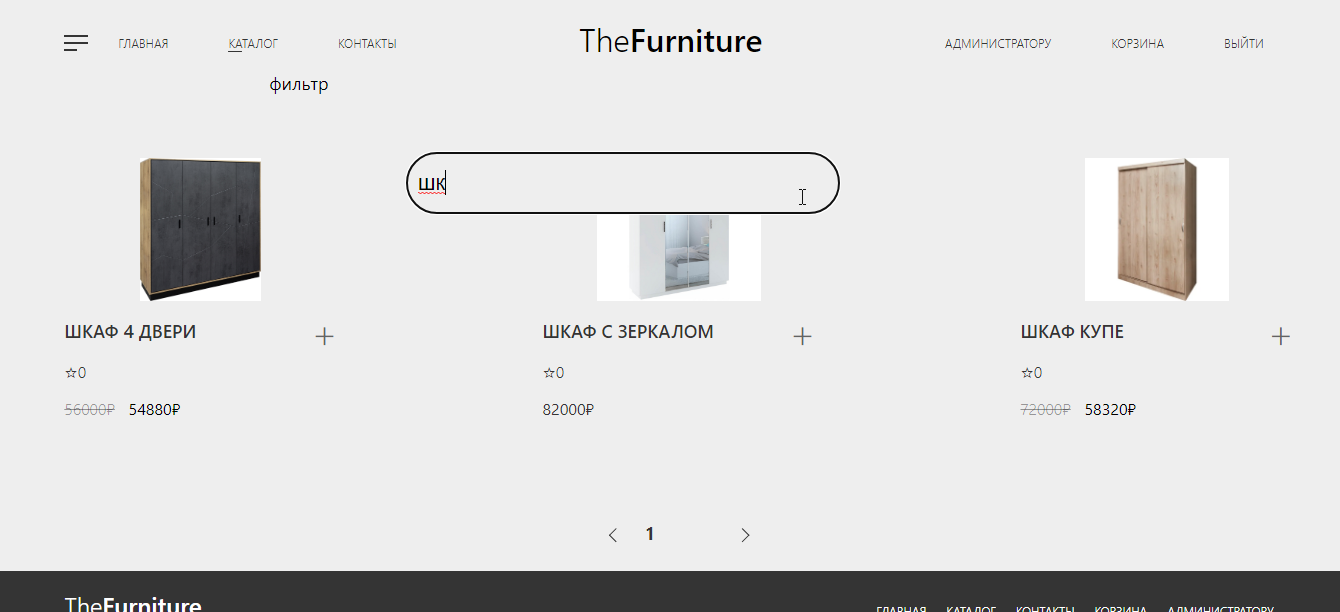 ГЛАВНАЯ КАТАЛОГ КОНТАКТЫ TheFurniture АДМИНИСТРАТОРУ КОРЗИНА ВЫЙТИ
фильтр
шк
ШКАФ 4 ДВЕРИ + ШКАФ С ЗЕРКАЛОМ + ШКАФ КУПЕ +
☆0 ☆0 ☆0
56000₽ 54880₽ 82000₽ 72000₽ 58320₽
1
TheFurniture ГЛАВНАЯ КАТАЛОГ КОНТАКТЫ КОРЗИНА АДМИНИСТРАТОРУ